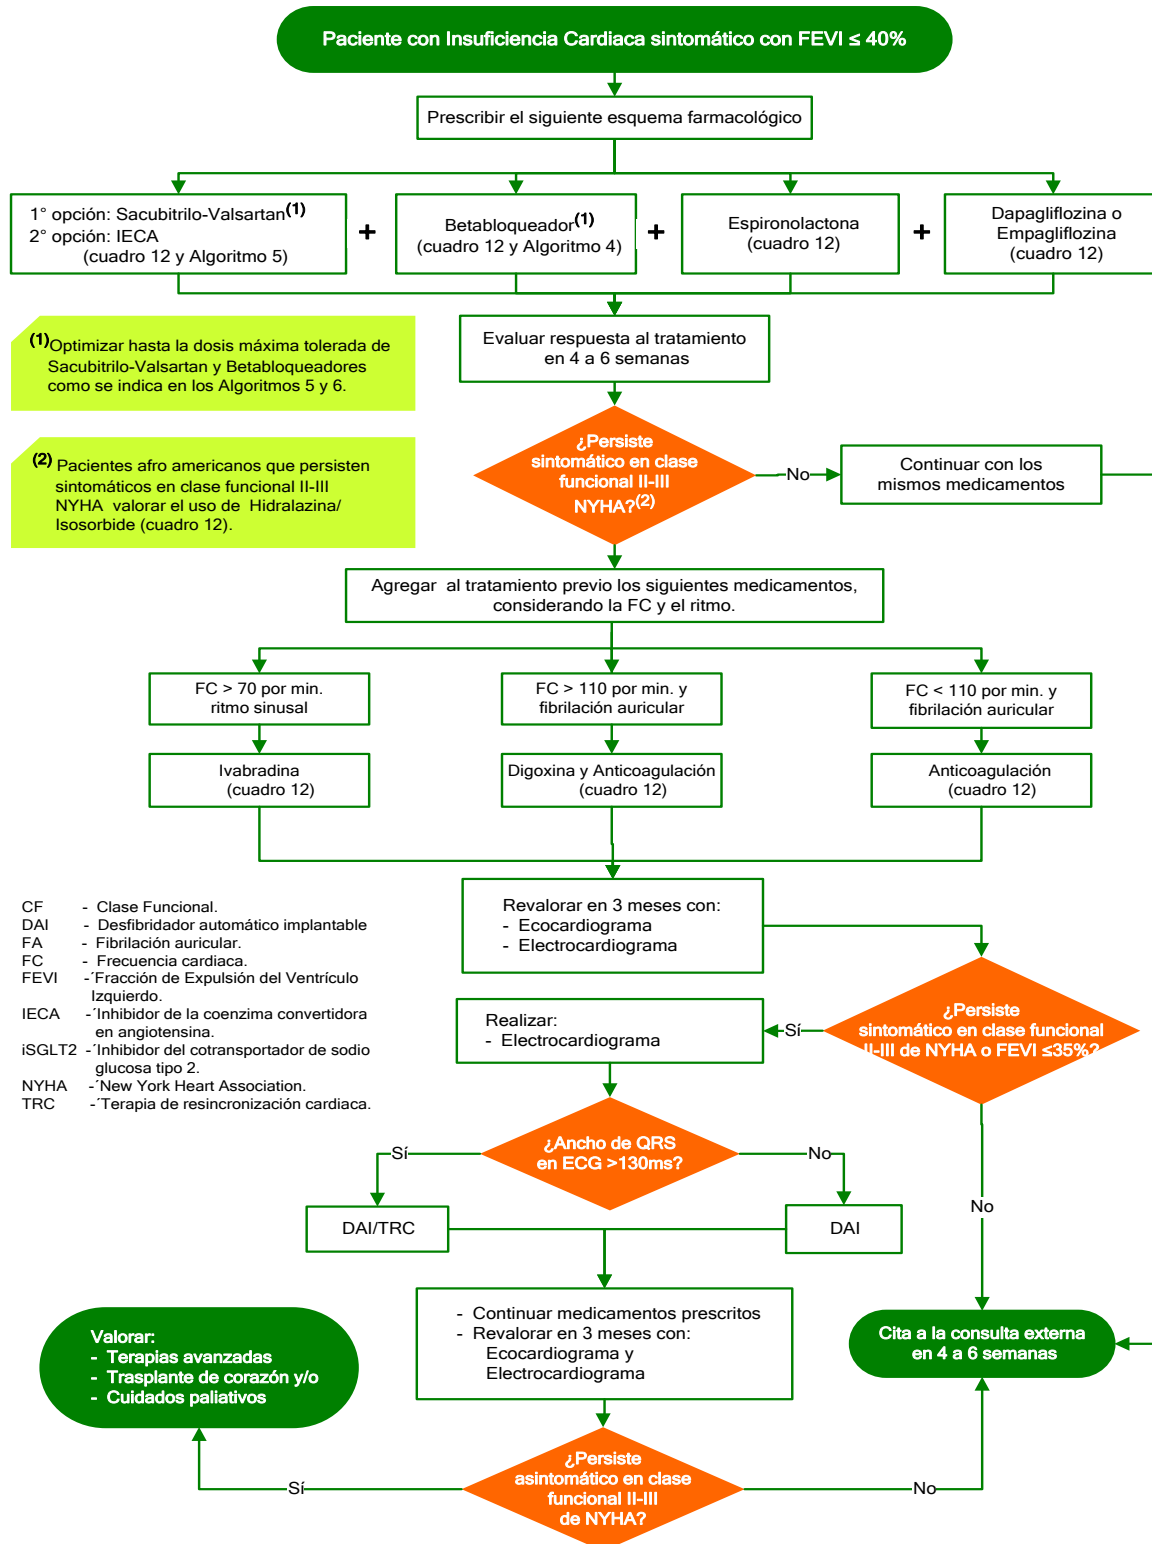 Paciente con Insuficiencia Cardiaca sintomático con FEVI ≤ 40%
Prescribir el siguiente esquema farmacológico
1° opción: Sacubitrilo-Valsartan(1)
2° opción: IECA
(cuadro 12 y Algoritmo 5)
+
Betabloqueador(1)
(cuadro 12 y Algoritmo 4)
+
Espironolactona
(cuadro 12)
+
Dapagliflozina o
Empagliflozina
(cuadro 12)
(1)Optimizar hasta la dosis máxima tolerada de
Sacubitrilo-Valsartan y Betabloqueadores
como se indica en los Algoritmos 5 y 6.
Evaluar respuesta al tratamiento
en 4 a 6 semanas
(2) Pacientes afro americanos que persisten
sintomáticos en clase funcional II-III
NYHA valorar el uso de Hidralazina/
Isosorbide (cuadro 12).
¿Persiste
sintomático en clase
funcional II-III
NYHA?(2)
No
Continuar con los
mismos medicamentos
Agregar al tratamiento previo los siguientes medicamentos,
considerando la FC y el ritmo.
FC > 70 por min.
ritmo sinusal
FC > 110 por min. y
fibrilación auricular
FC < 110 por min. y
fibrilación auricular
Ivabradina
(cuadro 12)
Digoxina y Anticoagulación
(cuadro 12)
Anticoagulación
(cuadro 12)
Revalorar en 3 meses con:
- Ecocardiograma
- Electrocardiograma
CF - Clase Funcional.
DAI - Desfibridador automático implantable
FA - Fibrilación auricular.
FC - Frecuencia cardiaca.
FEVI -´Fracción de Expulsión del Ventrículo
Izquierdo.
IECA -´Inhibidor de la coenzima convertidora
en angiotensina.
iSGLT2 -´Inhibidor del cotransportador de sodio
glucosa tipo 2.
NYHA -´New York Heart Association.
TRC -´Terapia de resincronización cardiaca.
¿Persiste
sintomático en clase funcional
II-III de NYHA o FEVI ≤35%?
Sí
Realizar:
- Electrocardiograma
¿Ancho de QRS
en ECG >130ms?
Sí
No
DAI/TRC
DAI
No
- Continuar medicamentos prescritos
- Revalorar en 3 meses con:
Ecocardiograma y
Electrocardiograma
Valorar:
- Terapias avanzadas
- Trasplante de corazón y/o
- Cuidados paliativos
Cita a la consulta externa
en 4 a 6 semanas
¿Persiste
asintomático en clase
funcional II-III
de NYHA?
Sí
No